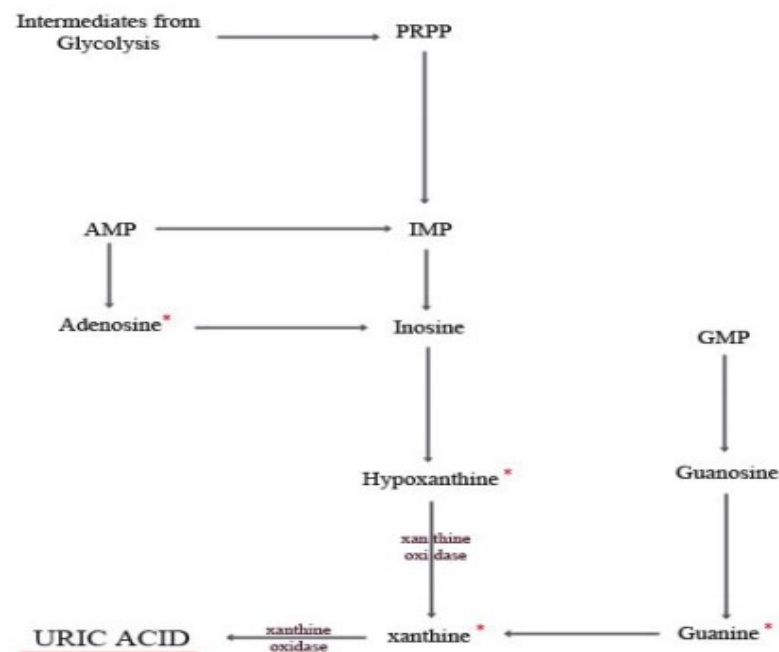 Intermediates from
Glycolysis
PRPP
AMP
IMP
Adenosine *
Inosine
GMP
Hypoxanthine *
Guanosine
xanthine
oxidase
URIC ACID
xanthine
oxidase
xanthine *
Guanine *